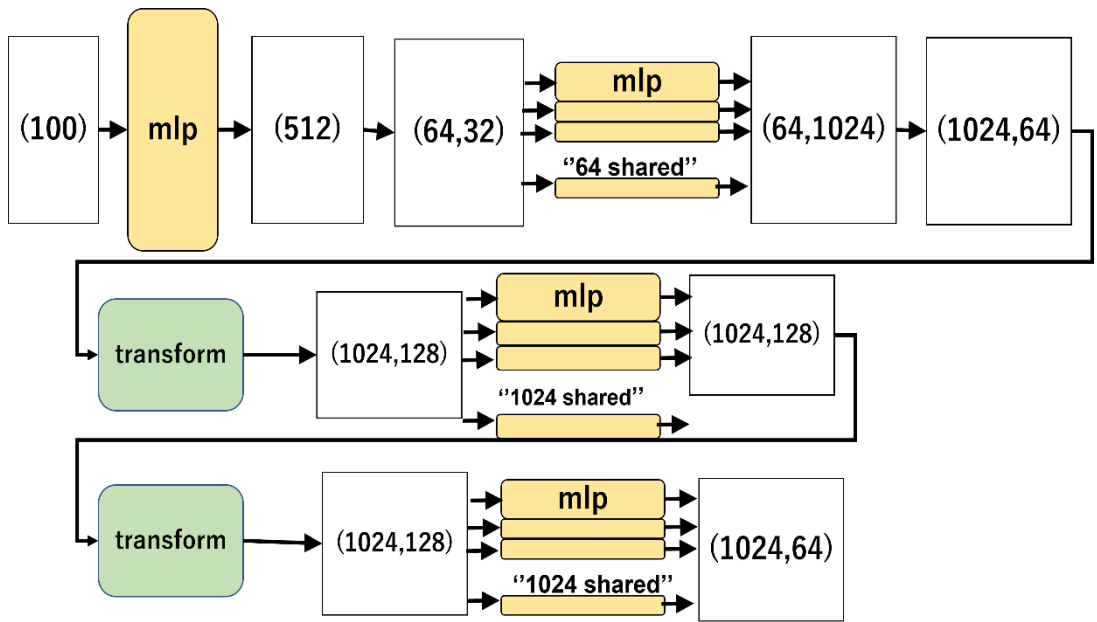 (100)
mlp
(512)
(64,32)
mlp
‘‘64 shared’’
(64,1024)
(1024,64)
transform
(1024,128)
mlp
‘‘1024 shared’’
(1024,128)
transform
(1024,128)
mlp
‘‘1024 shared’’
(1024,64)